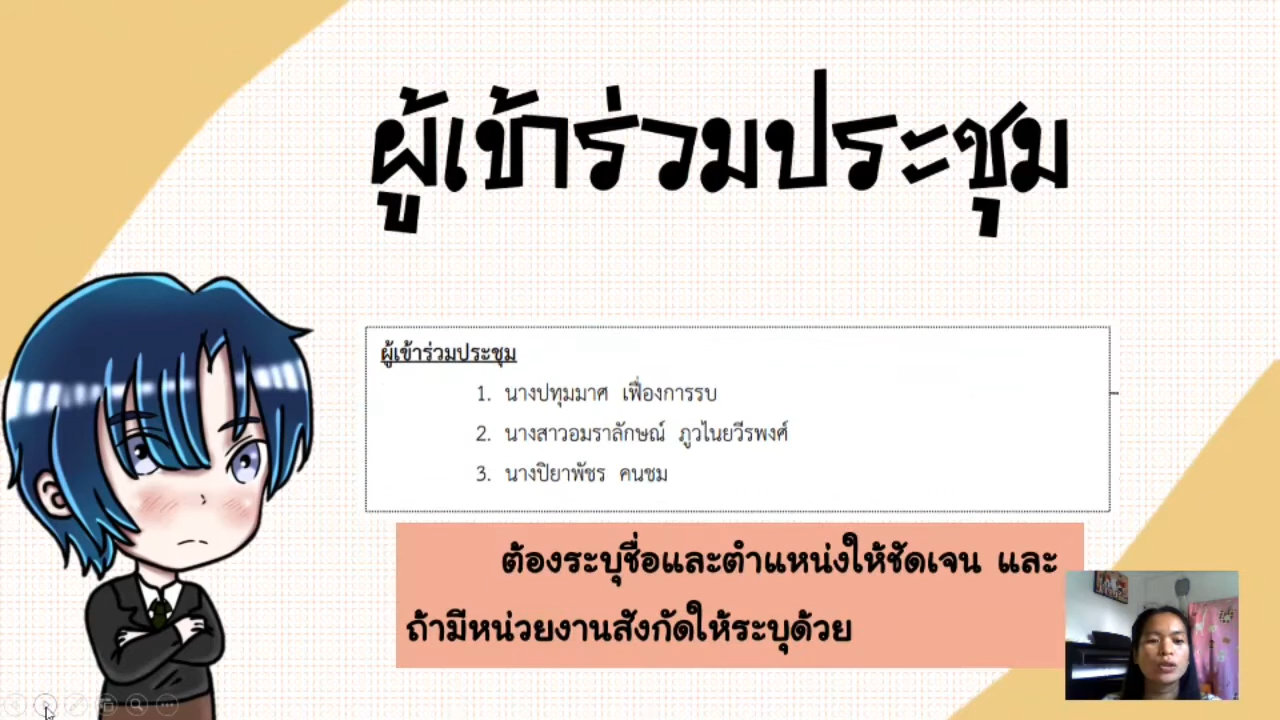 ผู้เข้าร่วมประชุม
ผู้เข้าร่วมประชุม
1. นางปทุมมาศ เฟื่องการรบ
2. นางสาวอมราลักษณ์ ภูวไนยวีรพงศ์
3. นางปิยาพัชร คนชม
ต้องระบุชื่อและตำแหน่งให้ชัดเจน และ
ถ้ามีหน่วยงานสังกัดให้ระบุด้วย